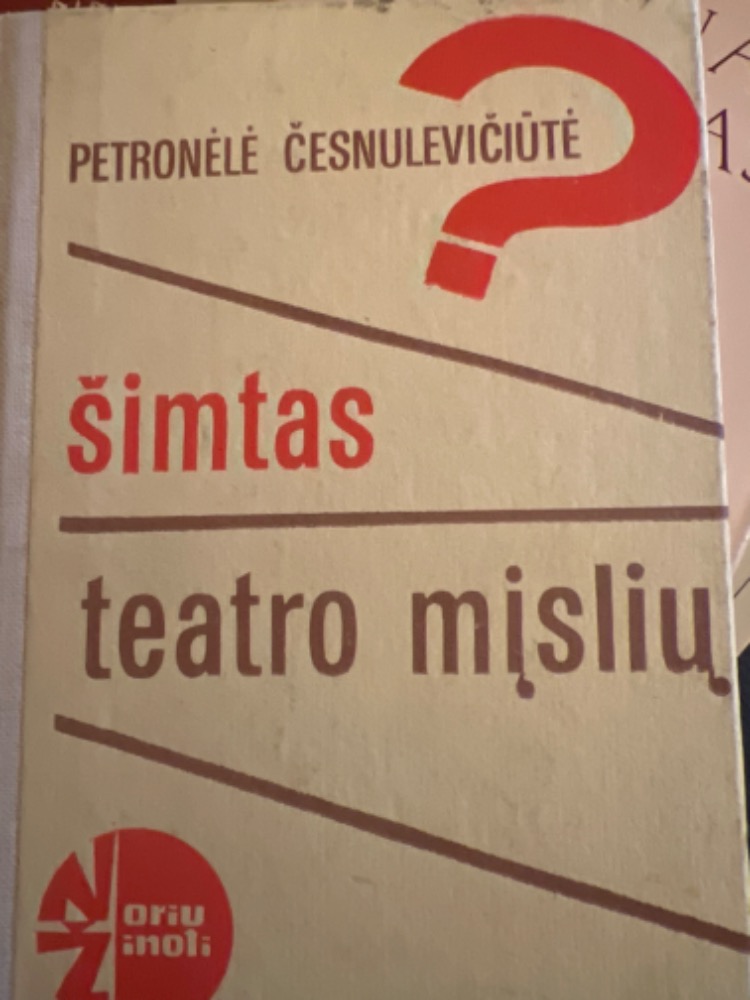 PETRONĖLĖ ČESNULEVIČIŪTĖ
?
šimtas
teatro mįslių
Noriu
Žinoti